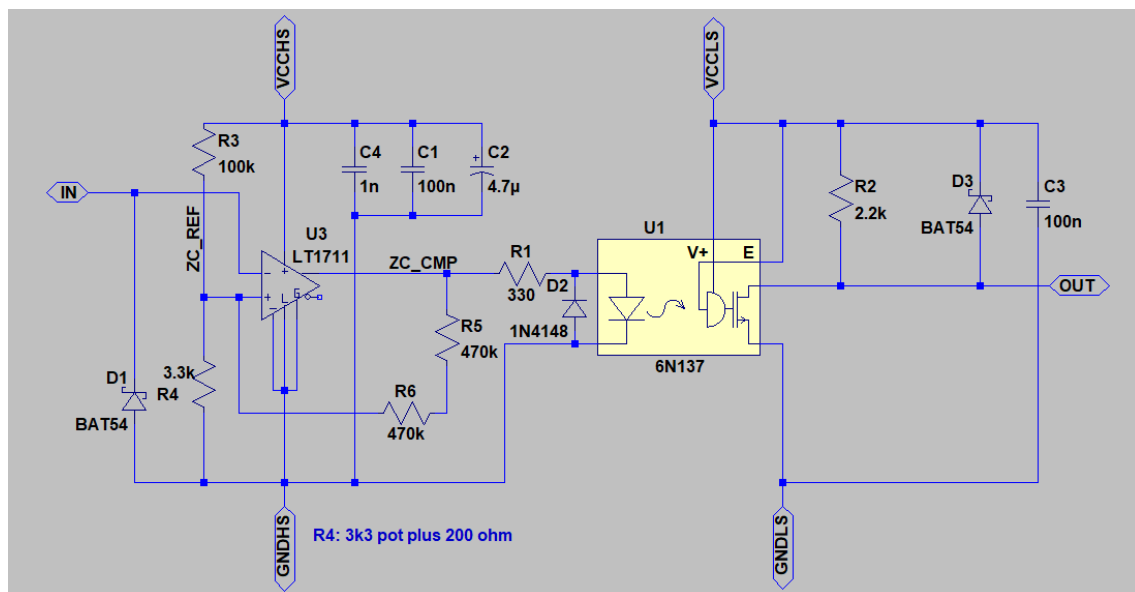 VCCHS
VCCLS
R3
100k
C4
1n
C1
100n
+
C2
4.7µ
IN
ZC_REF
U3
LT1711
ZC_CMP
R1
330
D2
1N4148
U1
V+
E
6N137
R2
2.2k
D3
BAT54
C3
100n
OUT
−
+
+
−
L
G
R5
470k
R6
470k
3.3k
R4
D1
BAT54
GNDHS
R4: 3k3 pot plus 200 ohm
GNDLS